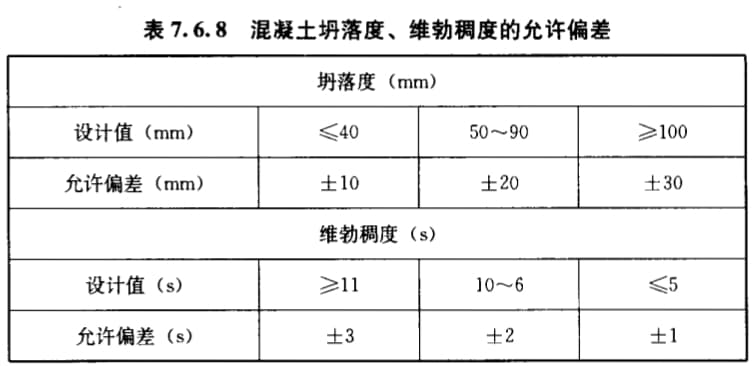 表 7.6.8 混凝土坍落度、维勃稠度的允许偏差
坍落度（mm）
设计值（mm） ≤40 50～90 ≥100
允许偏差（mm） ±10 ±20 ±30
维勃稠度（s）
设计值（s） ≥11 10～6 ≤5
允许偏差（s） ±3 ±2 ±1